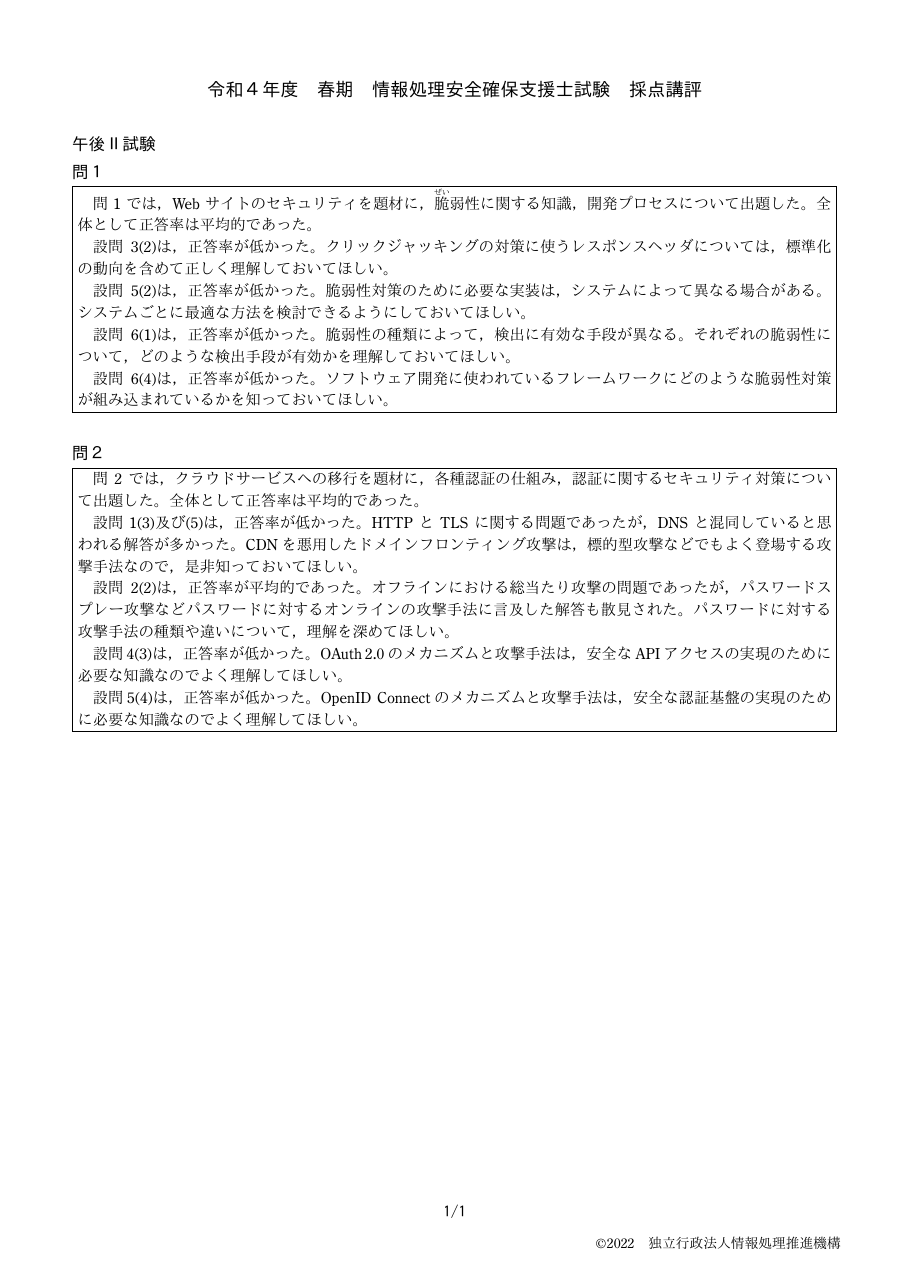 令和４年度　春期　情報処理安全確保支援士試験　採点講評
午後Ⅱ試験
問１
ぜい
問 1 では，Web サイトのセキュリティを題材に，脆弱性に関する知識，開発プロセスについて出題した。全
体として正答率は平均的であった。
設問 3(2)は，正答率が低かった。クリックジャッキングの対策に使うレスポンスヘッダについては，標準化
の動向を含めて正しく理解しておいてほしい。
設問 5(2)は，正答率が低かった。脆弱性対策のために必要な実装は，システムによって異なる場合がある。
システムごとに最適な方法を検討できるようにしておいてほしい。
設問 6(1)は，正答率が低かった。脆弱性の種類によって，検出に有効な手段が異なる。それぞれの脆弱性に
ついて，どのような検出手段が有効かを理解しておいてほしい。
設問 6(4)は，正答率が低かった。ソフトウェア開発に使われているフレームワークにどのような脆弱性対策
が組み込まれているかを知っておいてほしい。
問２
問 2 では，クラウドサービスへの移行を題材に，各種認証の仕組み，認証に関するセキュリティ対策につい
て出題した。全体として正答率は平均的であった。
設問 1(3)及び(5)は，正答率が低かった。HTTP と TLS に関する問題であったが，DNS と混同していると思
われる解答が多かった。CDN を悪用したドメインフロンティング攻撃は，標的型攻撃などでもよく登場する攻
撃手法なので，是非知っておいてほしい。
設問 2(2)は，正答率が平均的であった。オフラインにおける総当たり攻撃の問題であったが，パスワードス
プレー攻撃などパスワードに対するオンラインの攻撃手法に言及した解答も散見された。パスワードに対する
攻撃手法の種類や違いについて，理解を深めてほしい。
設問 4(3)は，正答率が低かった。OAuth 2.0 のメカニズムと攻撃手法は，安全な API アクセスの実現のために
必要な知識なのでよく理解してほしい。
設問 5(4)は，正答率が低かった。OpenID Connect のメカニズムと攻撃手法は，安全な認証基盤の実現のため
に必要な知識なのでよく理解してほしい。
1/1
©2022　独立行政法人情報処理推進機構